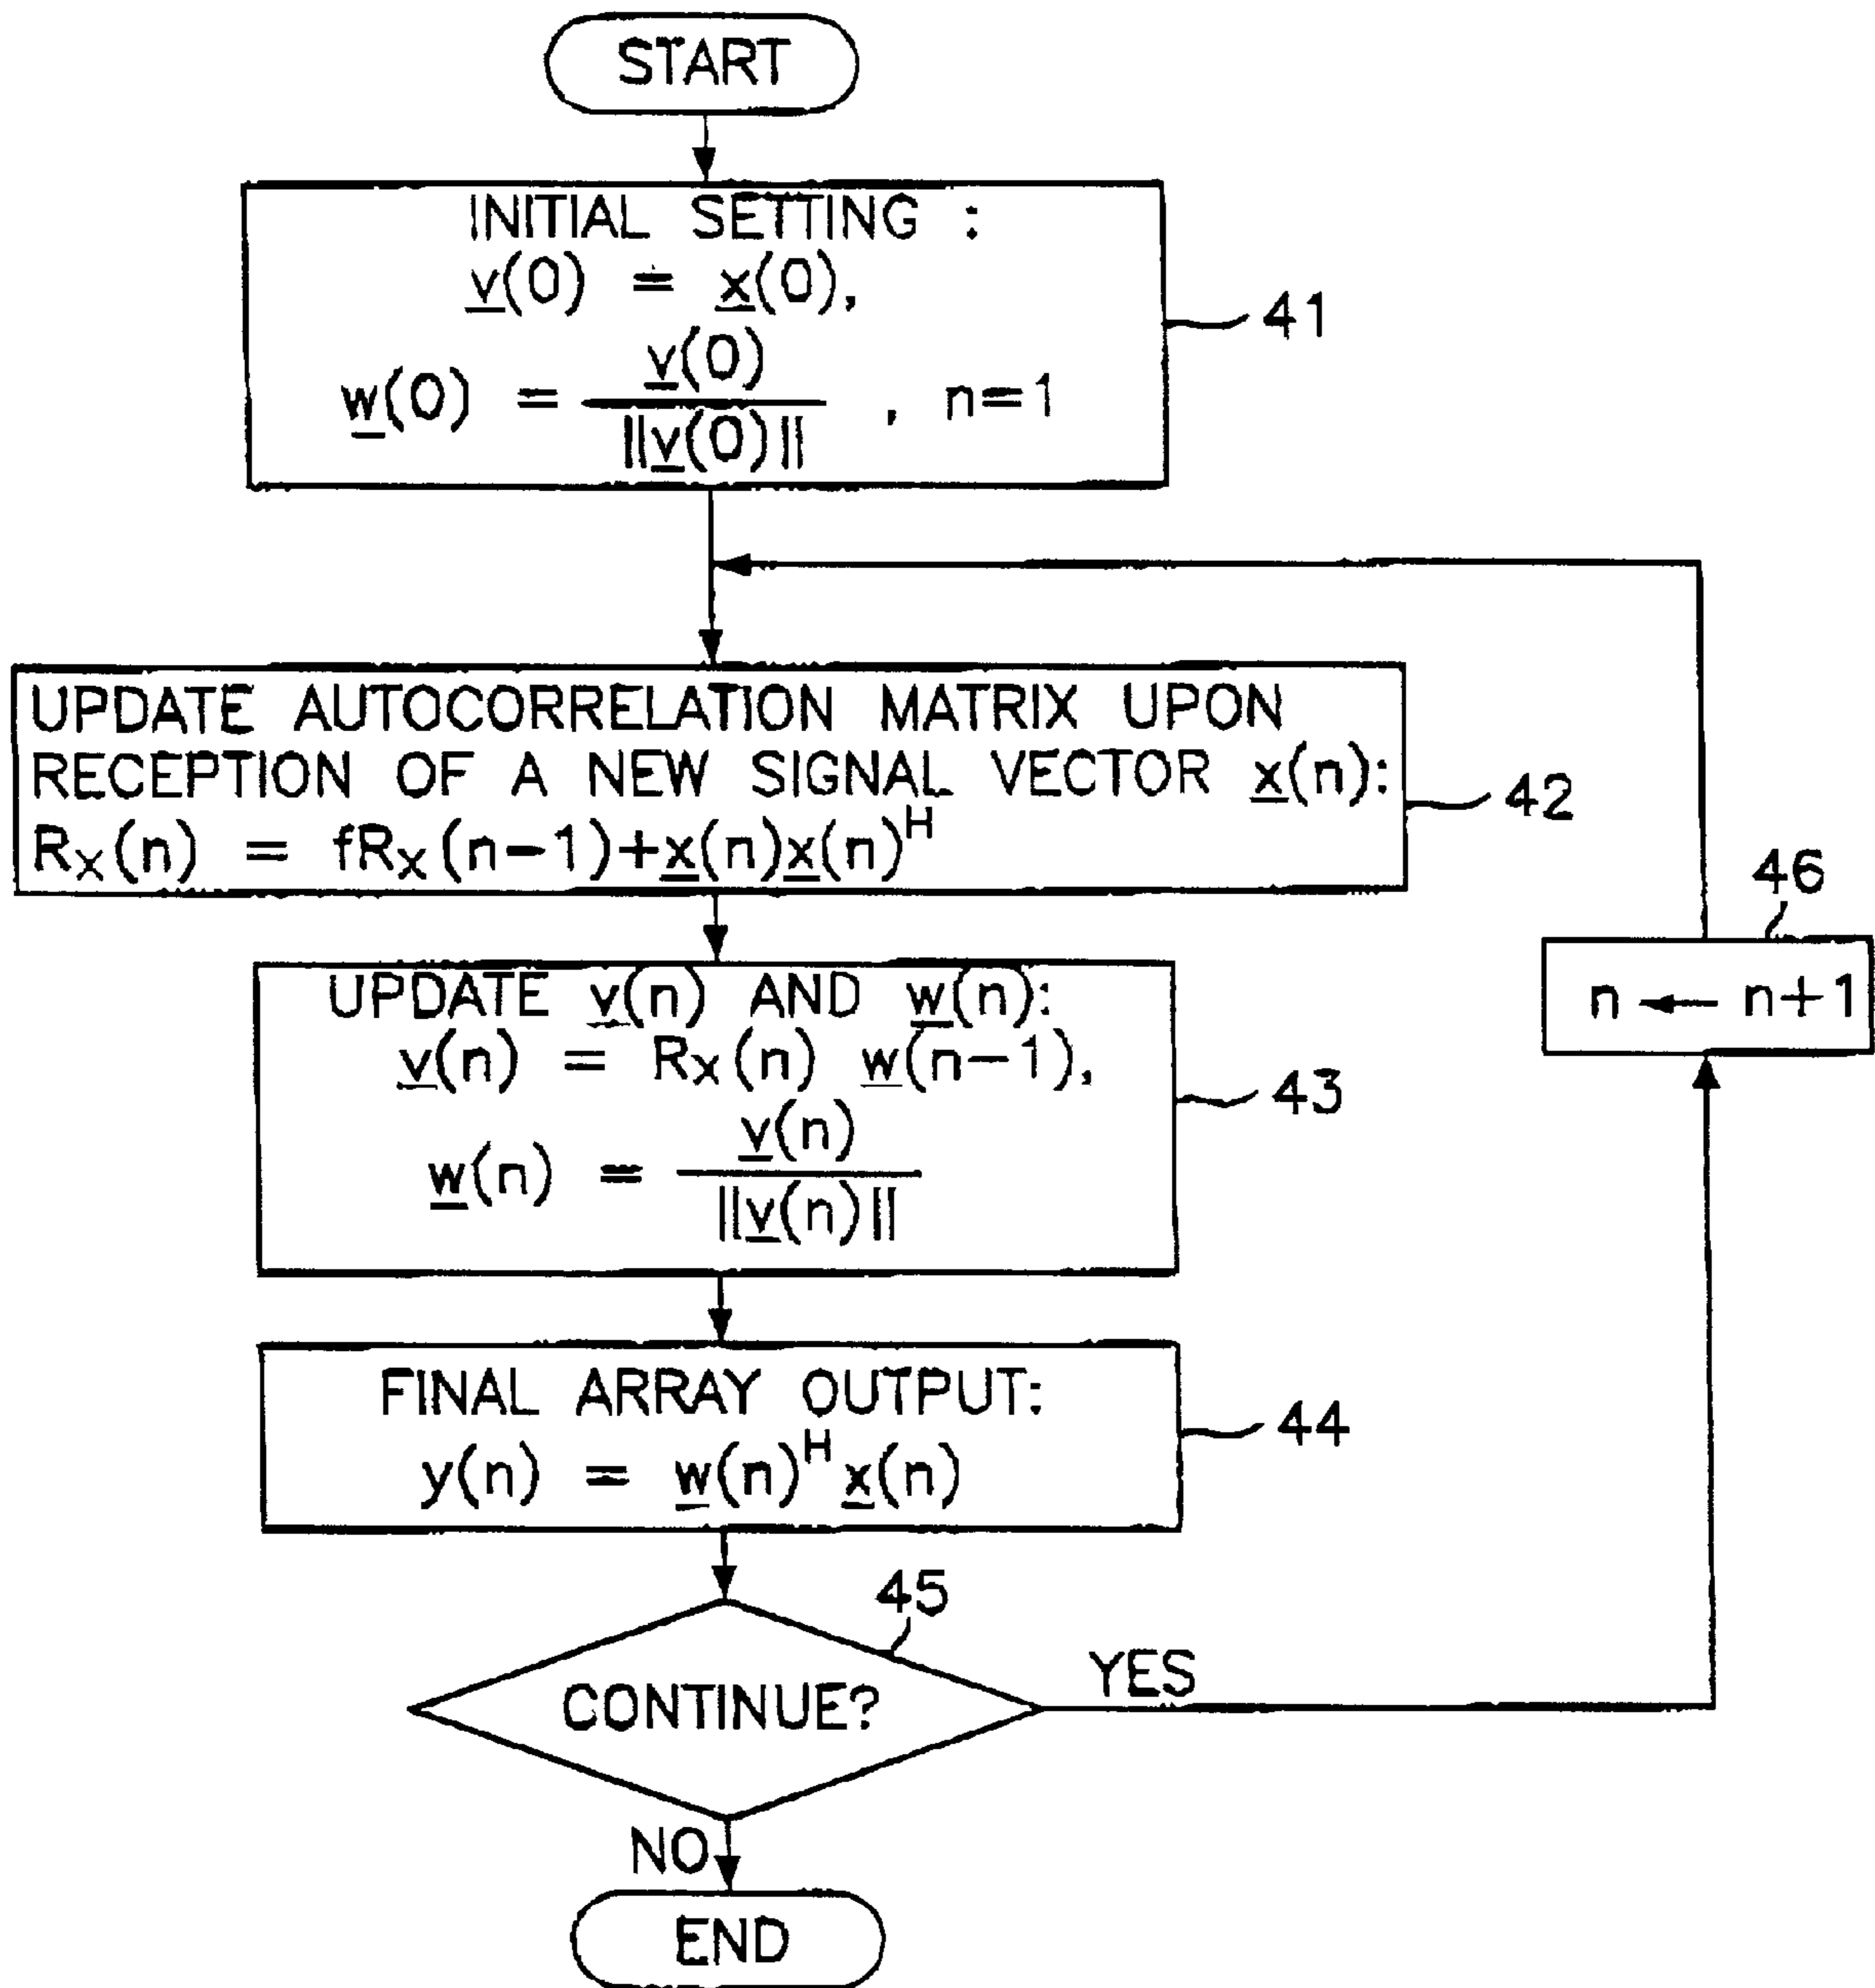 START
INITIAL SETTING :
v(0) = x(0),
w(0) = v(0) / ||v(0)|| , n=1
41
UPDATE AUTOCORRELATION MATRIX UPON
RECEPTION OF A NEW SIGNAL VECTOR x(n):
Rx(n) = fRx(n-1)+x(n)x(n)^H
42
46
n ← n+1
UPDATE v(n) AND w(n):
v(n) = Rx(n) w(n-1),
w(n) = v(n) / ||v(n)||
43
FINAL ARRAY OUTPUT:
y(n) = w(n)^H x(n)
44
45
CONTINUE?
YES
NO
END